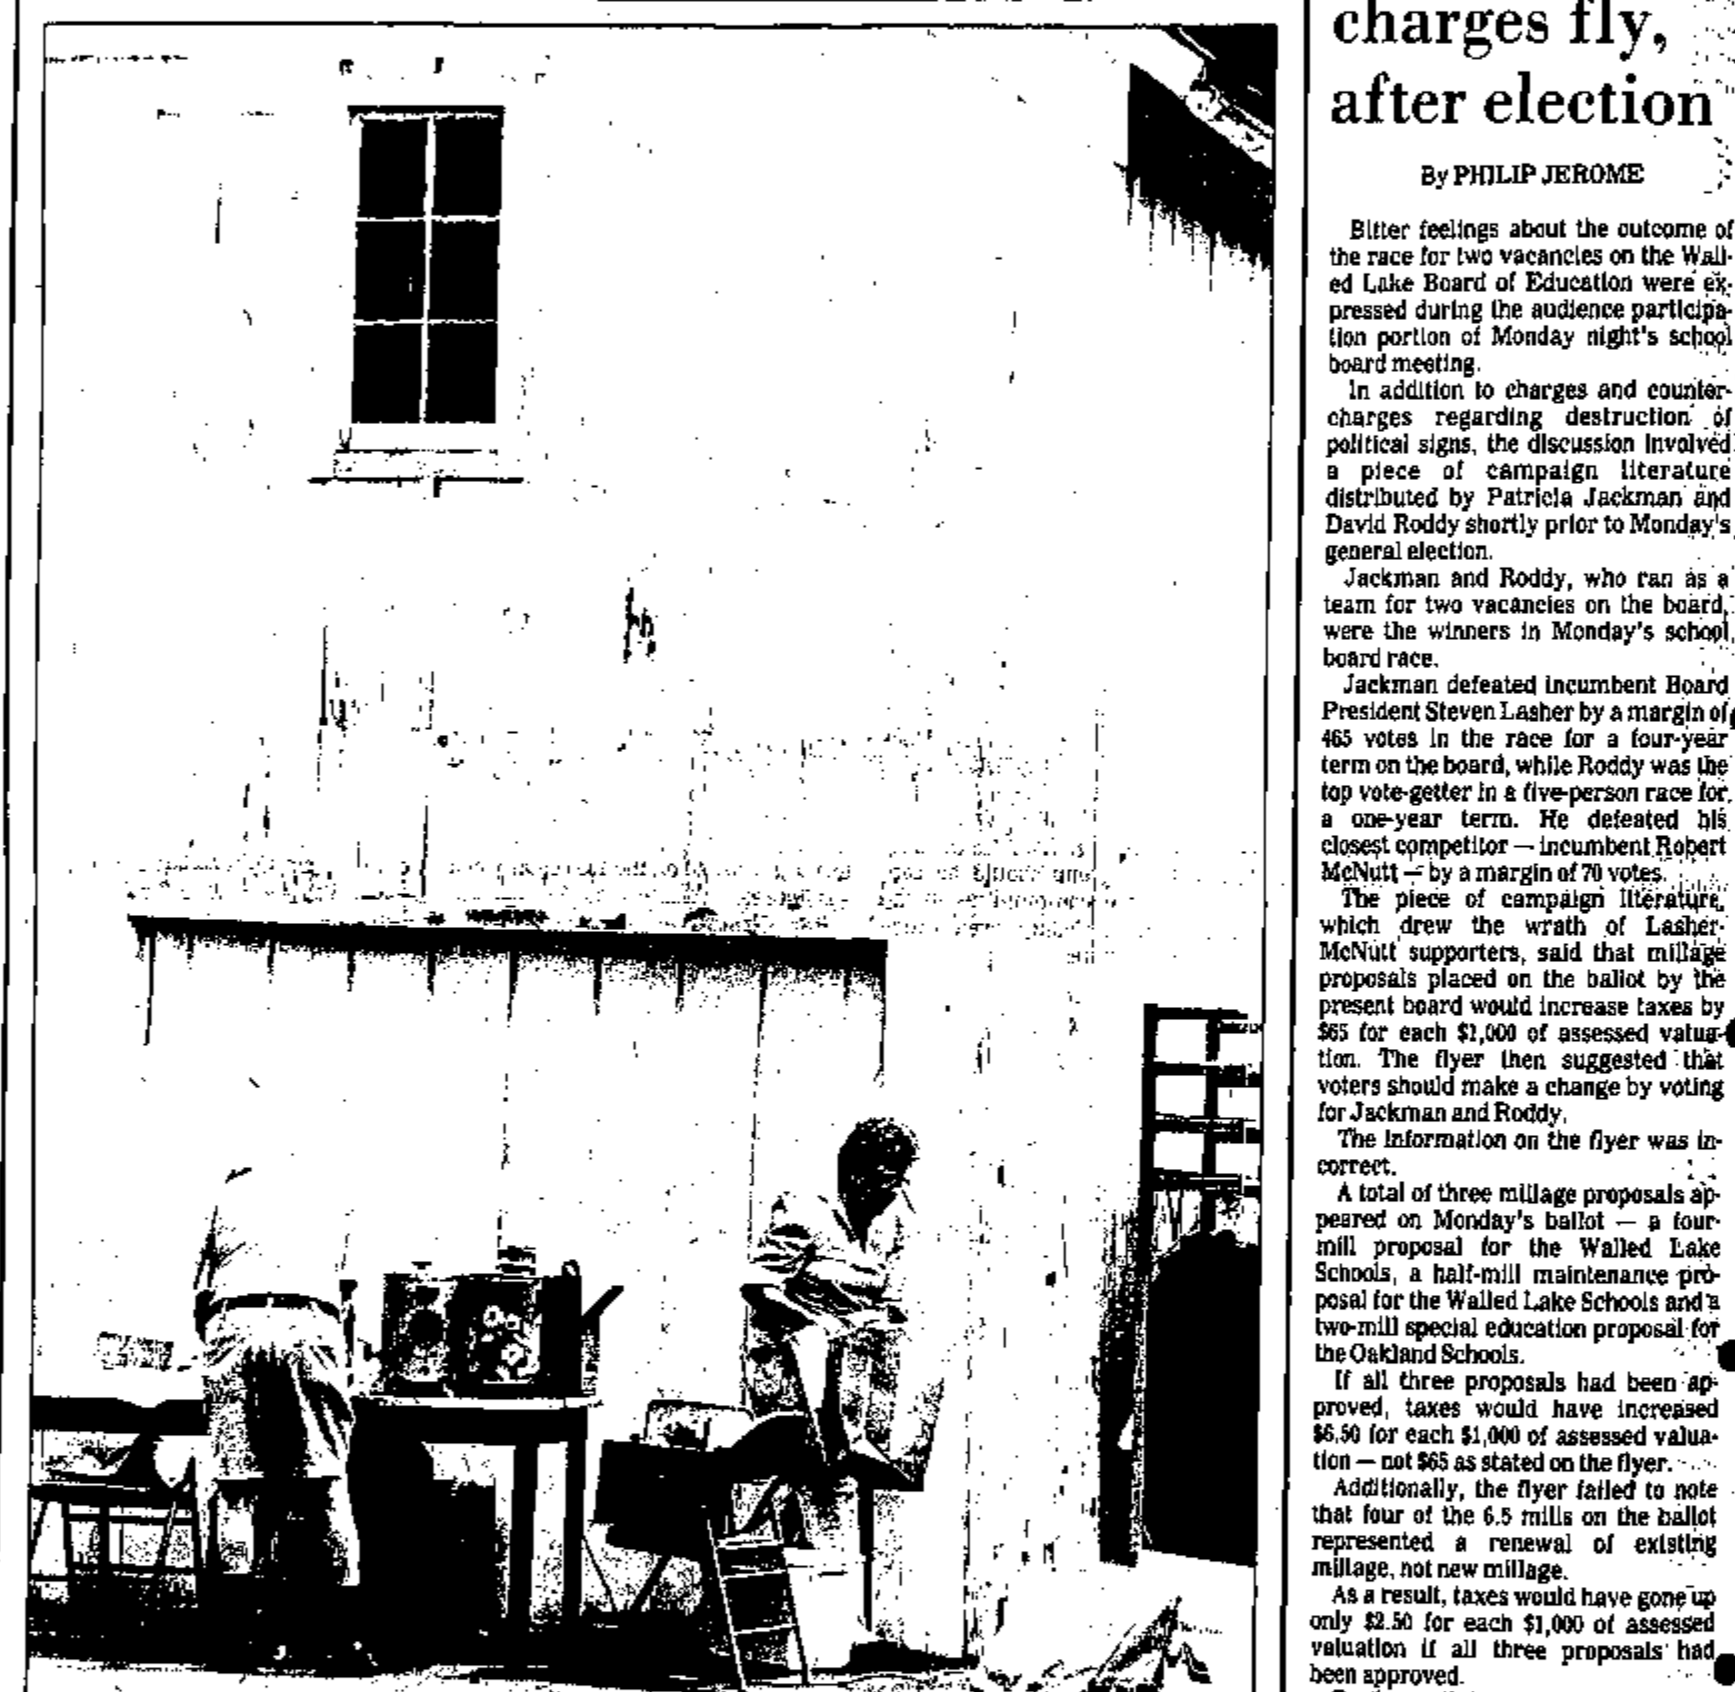 charges fly,
after election
By PHILIP JEROME
Bitter feelings about the outcome of
the race for two vacancies on the Wall-
ed Lake Board of Education were ex-
pressed during the audience participa-
tion portion of Monday night's school
board meeting.
In addition to charges and counter-
charges regarding destruction of
political signs, the discussion involved
a piece of campaign literature
distributed by Patricia Jackman and
David Roddy shortly prior to Monday's
general election.
Jackman and Roddy, who ran as a
team for two vacancies on the board,
were the winners in Monday's school
board race.
Jackman defeated incumbent Board
President Steven Lasher by a margin of
465 votes in the race for a four-year
term on the board, while Roddy was the
top vote-getter in a five-person race for
a one-year term. He defeated his
closest competitor — incumbent Robert
McNutt — by a margin of 70 votes.
The piece of campaign literature,
which drew the wrath of Lasher-
McNutt supporters, said that millage
proposals placed on the ballot by the
present board would increase taxes by
$65 for each $1,000 of assessed valua-
tion. The flyer then suggested that
voters should make a change by voting
for Jackman and Roddy.
The information on the flyer was in-
correct.
A total of three millage proposals ap-
peared on Monday's ballot — a four-
mill proposal for the Walled Lake
Schools, a half-mill maintenance pro-
posal for the Walled Lake Schools and a
two-mill special education proposal for
the Oakland Schools.
If all three proposals had been ap-
proved, taxes would have increased
$6.50 for each $1,000 of assessed valua-
tion — not $65 as stated on the flyer.
Additionally, the flyer failed to note
that four of the 6.5 mills on the ballot
represented a renewal of existing
millage, not new millage.
As a result, taxes would have gone up
only $2.50 for each $1,000 of assessed
valuation if all three proposals had
been approved.